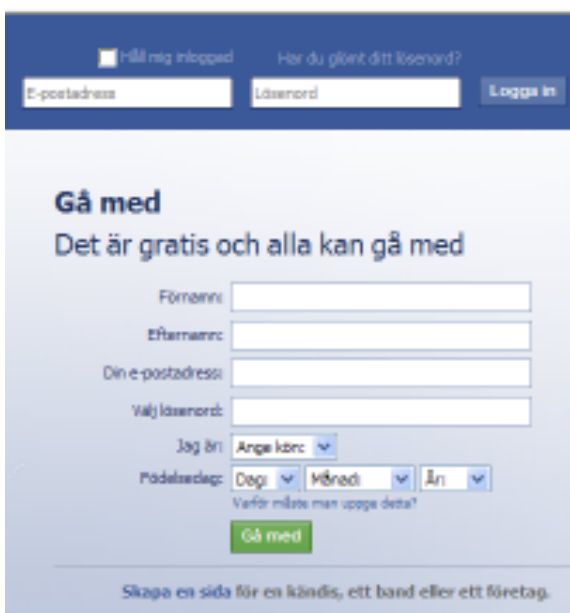 Håll mig inloggad Har du glömt ditt lösenord?
E-postadress Lösenord Logga in
Gå med
Det är gratis och alla kan gå med
Förnamn:
Efternamn:
Din e-postadress:
Välj lösenord:
Jag är: Ange kön:
Födelsedag: Dag: Månad: År:
Varför måste man uppge detta?
Gå med
Skapa en sida för en kändis, ett band eller ett företag.